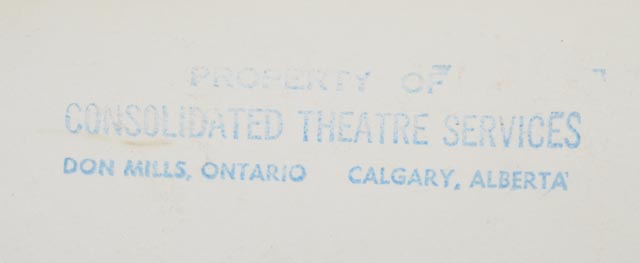 PROPERTY OF
CONSOLIDATED THEATRE SERVICES
DON MILLS, ONTARIO CALGARY, ALBERTA